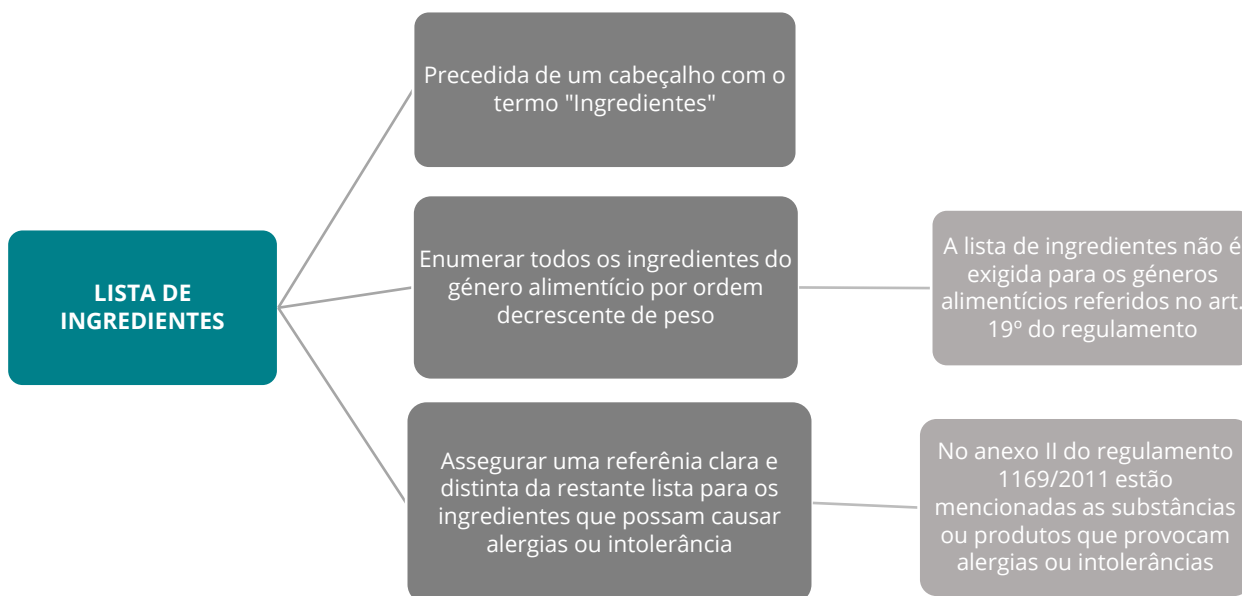 Precedida de um cabeçalho com o
termo "Ingredientes"
LISTA DE
INGREDIENTES
Enumerar todos os ingredientes do
género alimentício por ordem
decrescente de peso
A lista de ingredientes não é
exigida para os géneros
alimentícios referidos no art.
19º do regulamento
Assegurar uma referênia clara e
distinta da restante lista para os
ingredientes que possam causar
alergias ou intolerância
No anexo II do regulamento
1169/2011 estão
mencionadas as substâncias
ou produtos que provocam
alergias ou intolerâncias